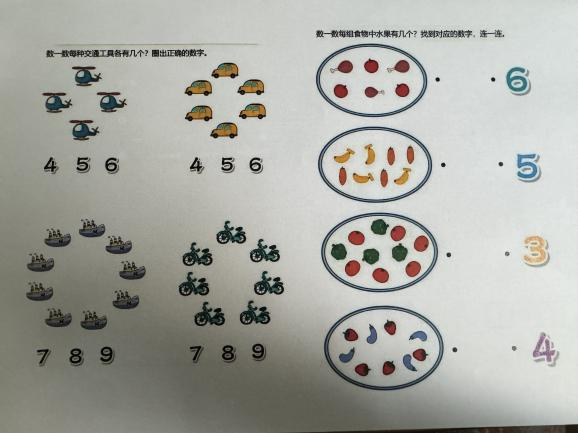 数一数每种交通工具各有几个？圈出正确的数字。
4 5 6
4 5 6
7 8 9
7 8 9
数一数每组食物中水果有几个？找到对应的数字，连一连。
6
5
3
4